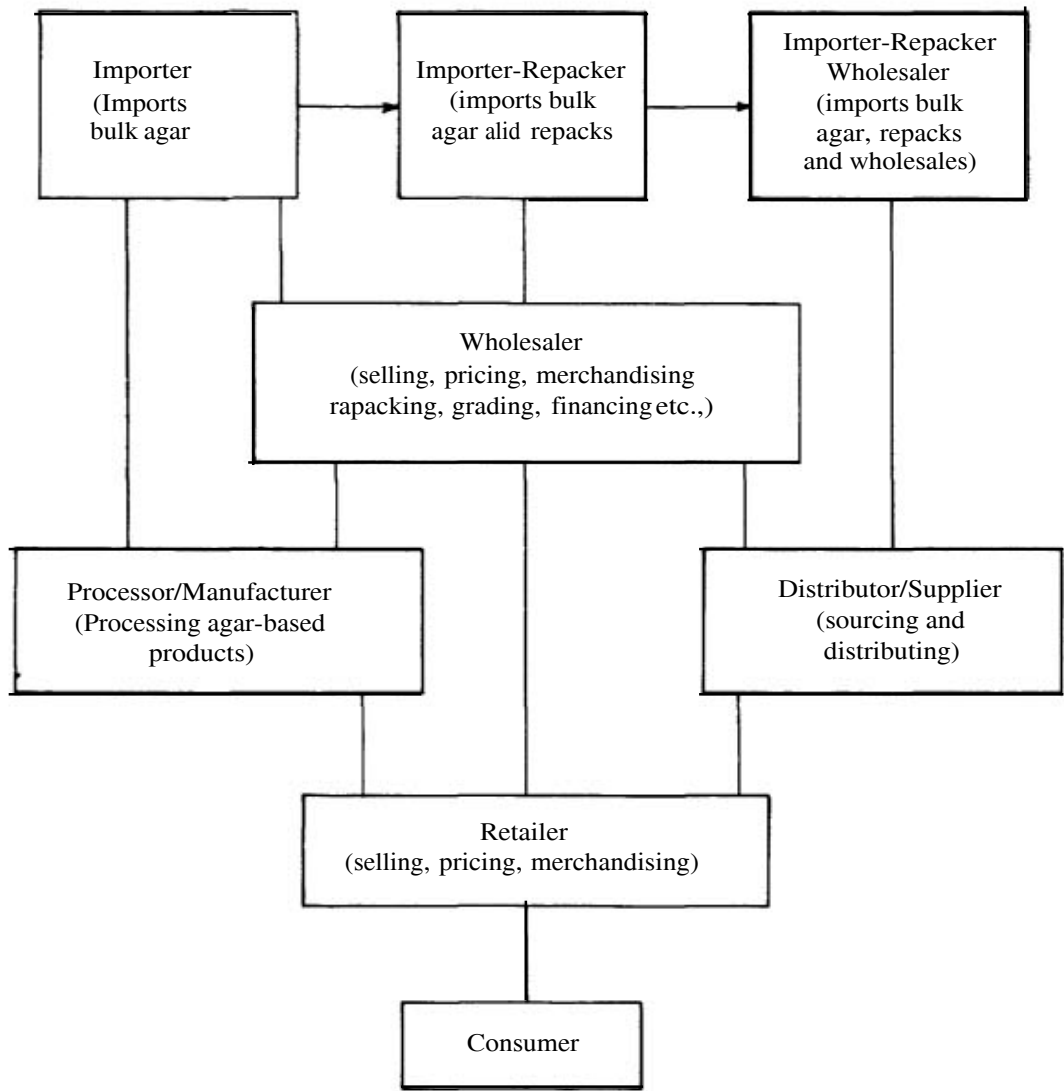 Importer
(Imports
bulk agar
Importer-Repacker
(imports bulk
agar alid repacks
Importer-Repacker
Wholesaler
(imports bulk
agar, repacks
and wholesales)
Wholesaler
(selling, pricing, merchandising
rapacking, grading, financing etc.,)
Processor/Manufacturer
(Processing agar-based
products)
Distributor/Supplier
(sourcing and
distributing)
Retailer
(selling, pricing, merchandising)
Consumer